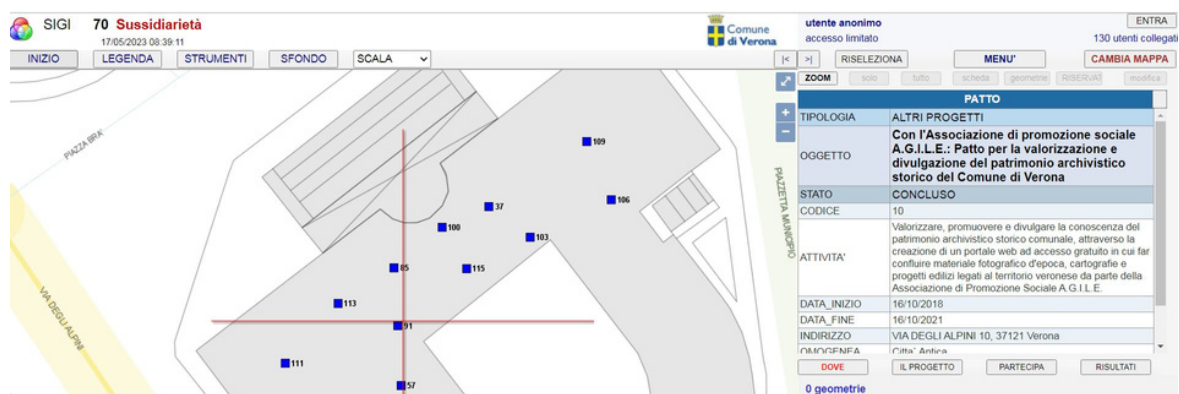 SIGI 70 Sussidiarietà
17/05/2023 08:39:11
Comune
di Verona
utente anonimo
accesso limitato
ENTRA
130 utenti collegati
INIZIO LEGENDA STRUMENTI SFONDO SCALA
|< >| RISELEZIONA MENU' CAMBIA MAPPA
ZOOM solo tutto scheda geometrie RISERVAT modifica
PIAZZA BRA'
VIA DEGLI ALPINI
PIAZZETTA MUNICIPIO
109
106
37
100
103
85
115
113
91
111
57
PATTO
TIPOLOGIA ALTRI PROGETTI
OGGETTO
Con l'Associazione di promozione sociale
A.G.I.L.E.: Patto per la valorizzazione e
divulgazione del patrimonio archivistico
storico del Comune di Verona
STATO CONCLUSO
CODICE 10
ATTIVITA'
Valorizzare, promuovere e divulgare la conoscenza del
patrimonio archivistico storico comunale, attraverso la
creazione di un portale web ad accesso gratuito in cui far
confluire materiale fotografico d'epoca, cartografie e
progetti edilizi legati al territorio veronese da parte della
Associazione di Promozione Sociale A.G.I.L.E.
DATA_INIZIO 16/10/2018
DATA_FINE 16/10/2021
INDIRIZZO VIA DEGLI ALPINI 10, 37121 Verona
OMOGENEA Citta` Antica
DOVE IL PROGETTO PARTECIPA RISULTATI
0 geometrie